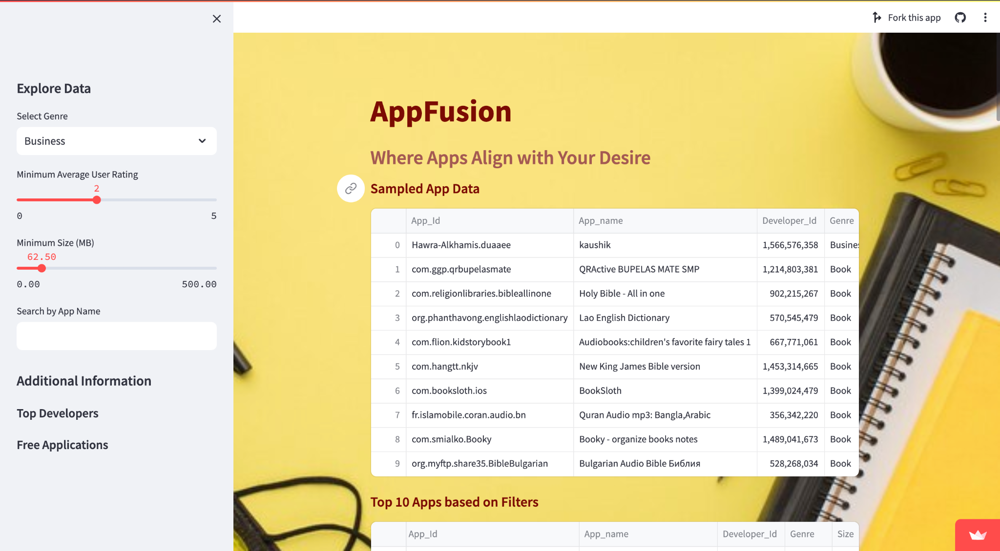 Fork this app
Explore Data
Select Genre
Business
Minimum Average User Rating
2
0 5
Minimum Size (MB)
62.50
0.00 500.00
Search by App Name
Additional Information
Top Developers
Free Applications
AppFusion
Where Apps Align with Your Desire
Sampled App Data
App_Id App_name Developer_Id Genre
0 Hawra-Alkhamis.duaaee kaushik 1,566,576,358 Busines
1 com.ggp.qrbupelasmate QRActive BUPELAS MATE SMP 1,214,803,381 Book
2 com.religionlibraries.bibleallinone Holy Bible - All in one 902,215,267 Book
3 org.phanthavong.englishlaodictionary Lao English Dictionary 570,545,479 Book
4 com.flion.kidstorybook1 Audiobooks:children's favorite fairy tales 1 667,771,061 Book
5 com.hangtt.nkjv New King James Bible version 1,453,314,665 Book
6 com.booksloth.ios BookSloth 1,399,024,479 Book
7 fr.islamobile.coran.audio.bn Quran Audio mp3: Bangla,Arabic 356,342,220 Book
8 com.smialko.Booky Booky - organize books notes 1,489,041,673 Book
9 org.myftp.share35.BibleBulgarian Bulgarian Audio Bible Библия 528,268,034 Book
Top 10 Apps based on Filters
App_Id App_name Developer_Id Genre Size